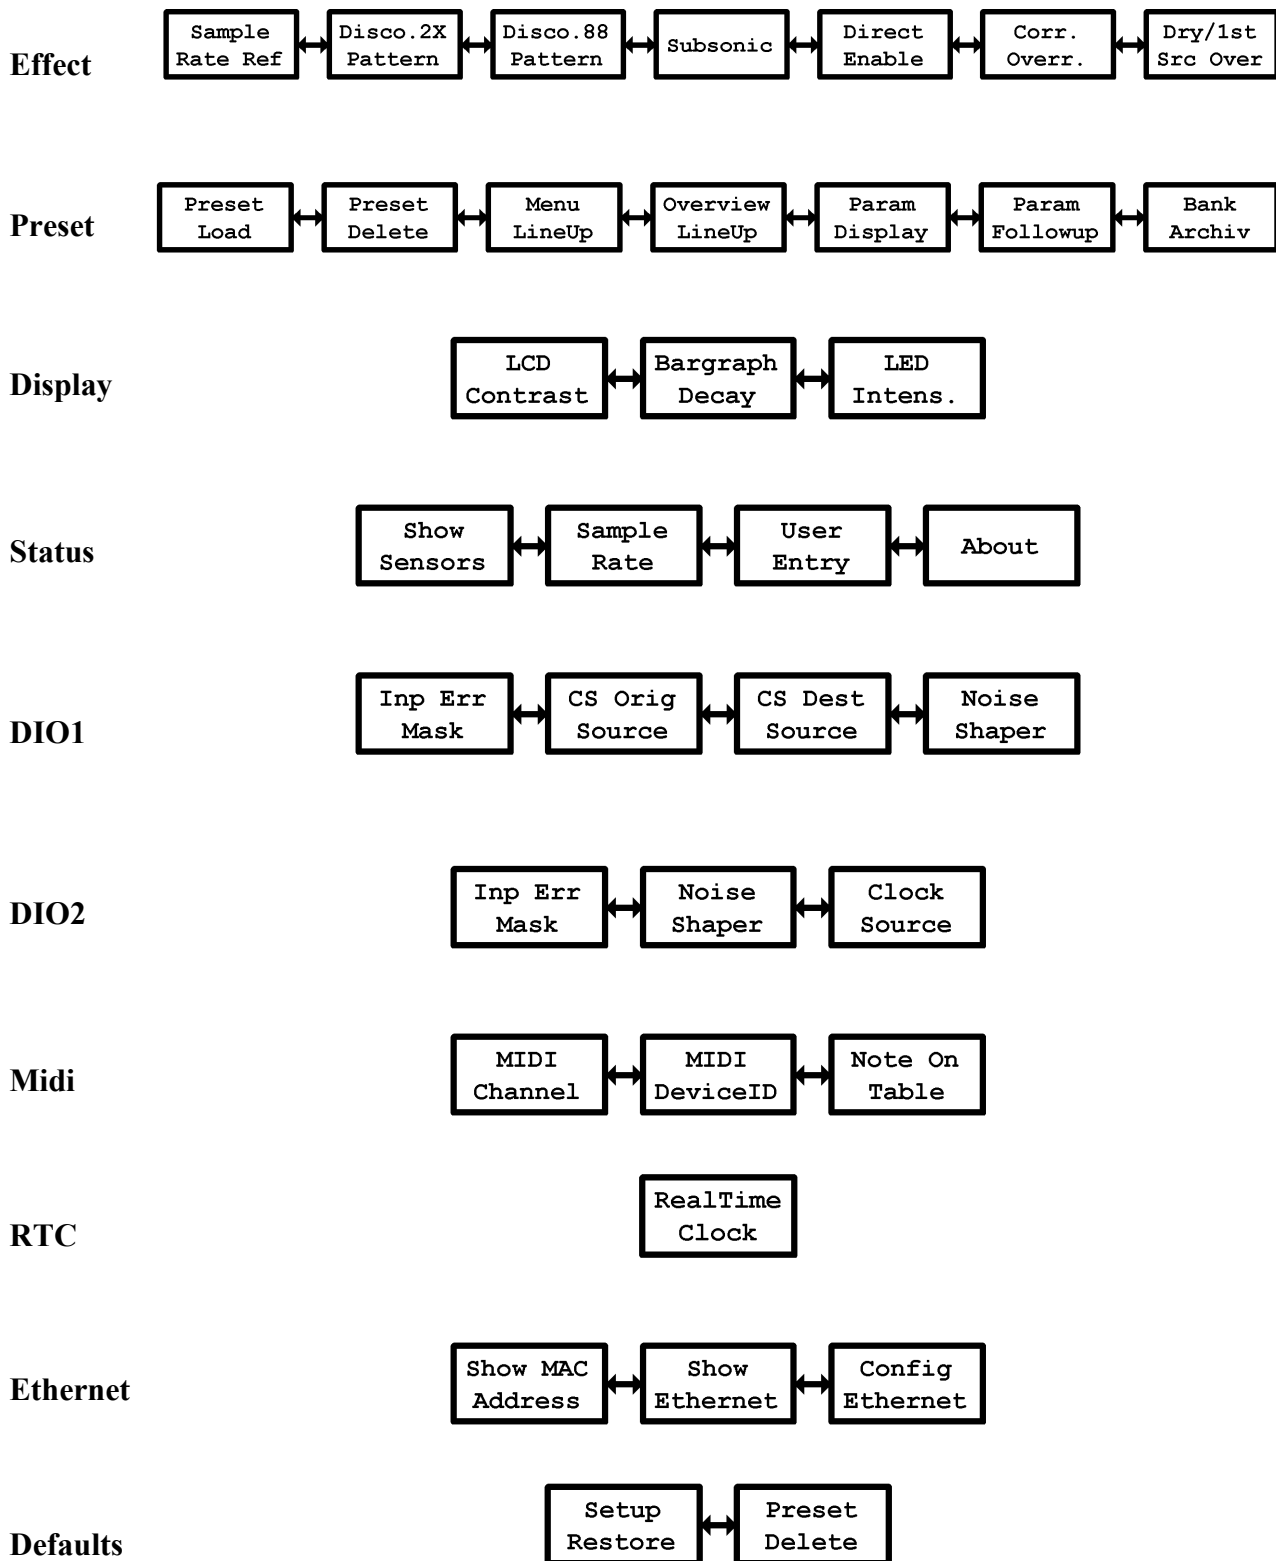 Effect
Sample
Rate Ref
Disco.2X
Pattern
Disco.88
Pattern
Subsonic
Direct
Enable
Corr.
Overr.
Dry/1st
Src Over
Preset
Preset
Load
Preset
Delete
Menu
LineUp
Overview
LineUp
Param
Display
Param
Followup
Bank
Archiv
Display
LCD
Contrast
Bargraph
Decay
LED
Intens.
Status
Show
Sensors
Sample
Rate
User
Entry
About
DIO1
Inp Err
Mask
CS Orig
Source
CS Dest
Source
Noise
Shaper
DIO2
Inp Err
Mask
Noise
Shaper
Clock
Source
Midi
MIDI
Channel
MIDI
DeviceID
Note On
Table
RTC
RealTime
Clock
Ethernet
Show MAC
Address
Show
Ethernet
Config
Ethernet
Defaults
Setup
Restore
Preset
Delete